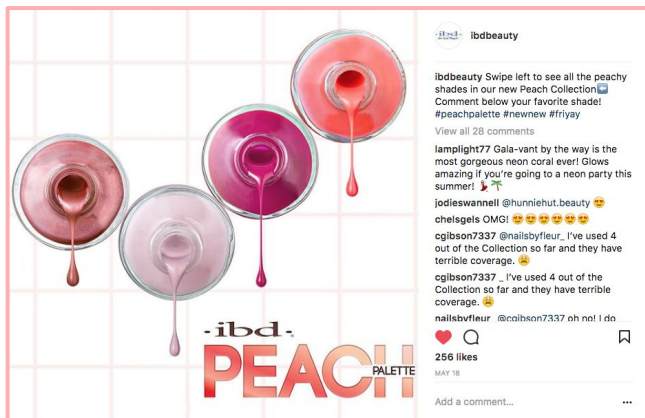 ·ibd·
PEACH
PALETTE
·ibd·
ibdbeauty
ibdbeauty Swipe left to see all the peachy
shades in our new Peach Collection⬅️
Comment below your favorite shade!
#peachpalette #newnew #friyay
View all 28 comments
lamplight77 Gala-vant by the way is the
most gorgeous neon coral ever! Glows
amazing if you're going to a neon party this
summer! 💃🌴
jodieswannell @hunniehut.beauty 😍
chelsgels OMG! 😍😍😍😍😍😍
cgibson7337 @nailsbyfleur_ I've used 4
out of the Collection so far and they have
terrible coverage. 😩
cgibson7337 _ I've used 4 out of the
Collection so far and they have terrible
coverage. 😩
nailsbyfleur_ @cgibson7337 oh no! I do
256 likes
MAY 18
Add a comment...